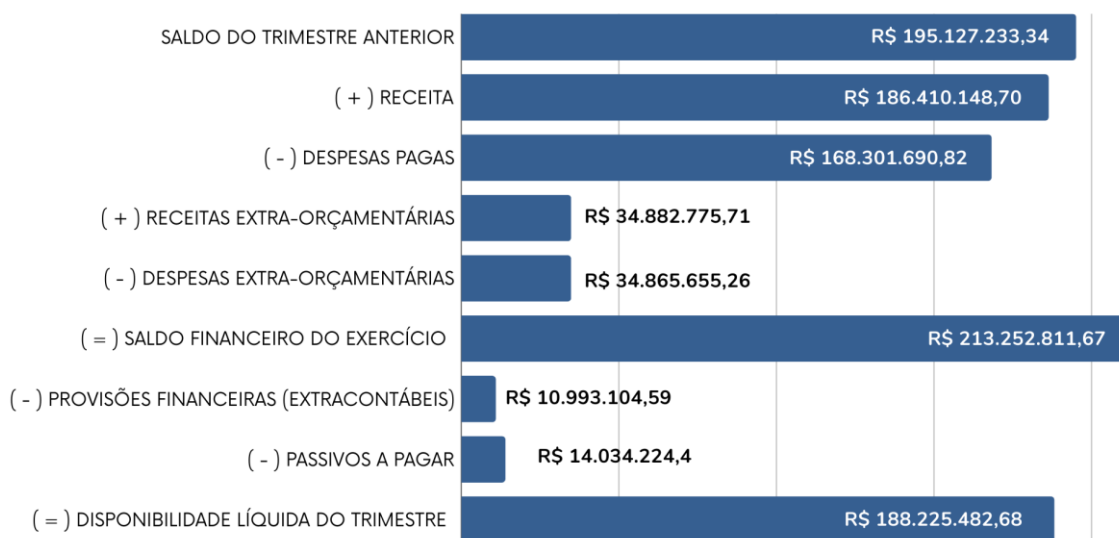 SALDO DO TRIMESTRE ANTERIOR R$ 195.127.233,34
( + ) RECEITA R$ 186.410.148,70
( - ) DESPESAS PAGAS R$ 168.301.690,82
( + ) RECEITAS EXTRA-ORÇAMENTÁRIAS R$ 34.882.775,71
( - ) DESPESAS EXTRA-ORÇAMENTÁRIAS R$ 34.865.655,26
( = ) SALDO FINANCEIRO DO EXERCÍCIO R$ 213.252.811,67
( - ) PROVISÕES FINANCEIRAS (EXTRACONTÁBEIS) R$ 10.993.104,59
( - ) PASSIVOS A PAGAR R$ 14.034.224,4
( = ) DISPONIBILIDADE LÍQUIDA DO TRIMESTRE R$ 188.225.482,68